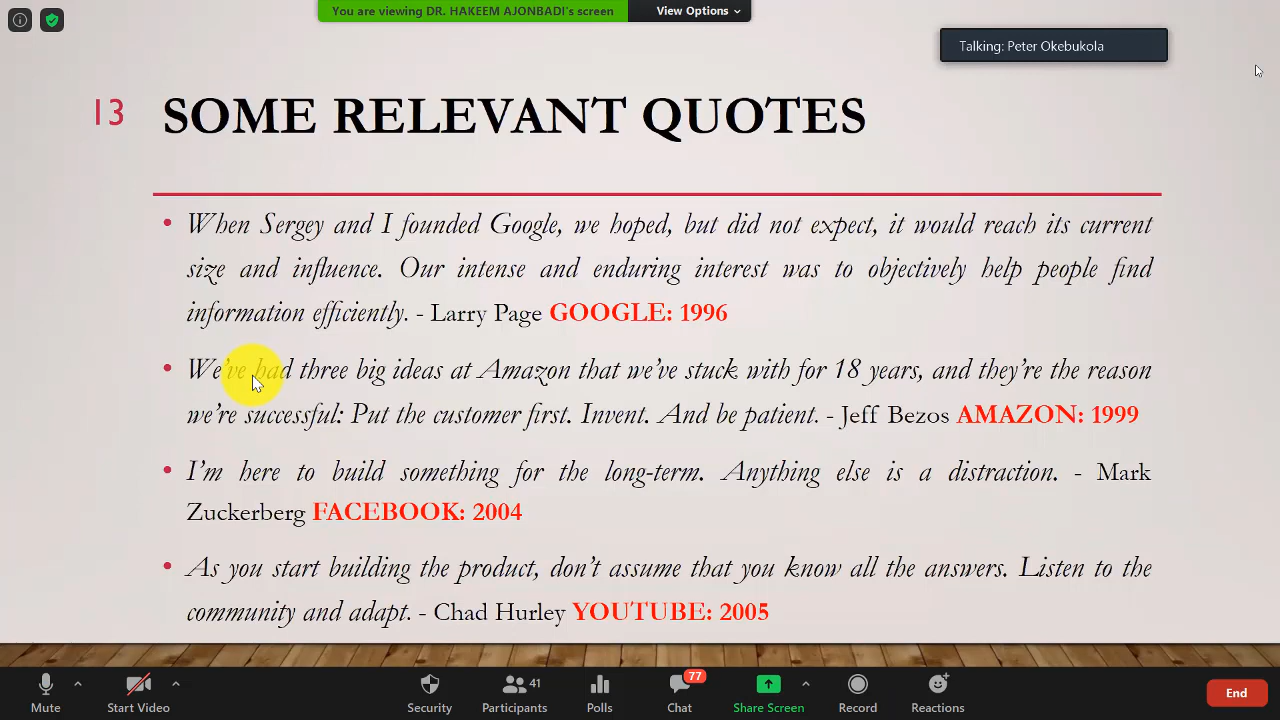 You are viewing DR. HAKEEM AJONBADI's screen
View Options
Talking: Peter Okebukola
13 SOME RELEVANT QUOTES
• When Sergey and I founded Google, we hoped, but did not expect, it would reach its current
size and influence. Our intense and enduring interest was to objectively help people find
information efficiently. - Larry Page GOOGLE: 1996
• We've had three big ideas at Amazon that we've stuck with for 18 years, and they're the reason
we're successful: Put the customer first. Invent. And be patient. - Jeff Bezos AMAZON: 1999
• I'm here to build something for the long-term. Anything else is a distraction. - Mark
Zuckerberg FACEBOOK: 2004
• As you start building the product, don't assume that you know all the answers. Listen to the
community and adapt. - Chad Hurley YOUTUBE: 2005
41
77
Mute
Start Video
Security
Participants
Polls
Chat
Share Screen
Record
Reactions
End